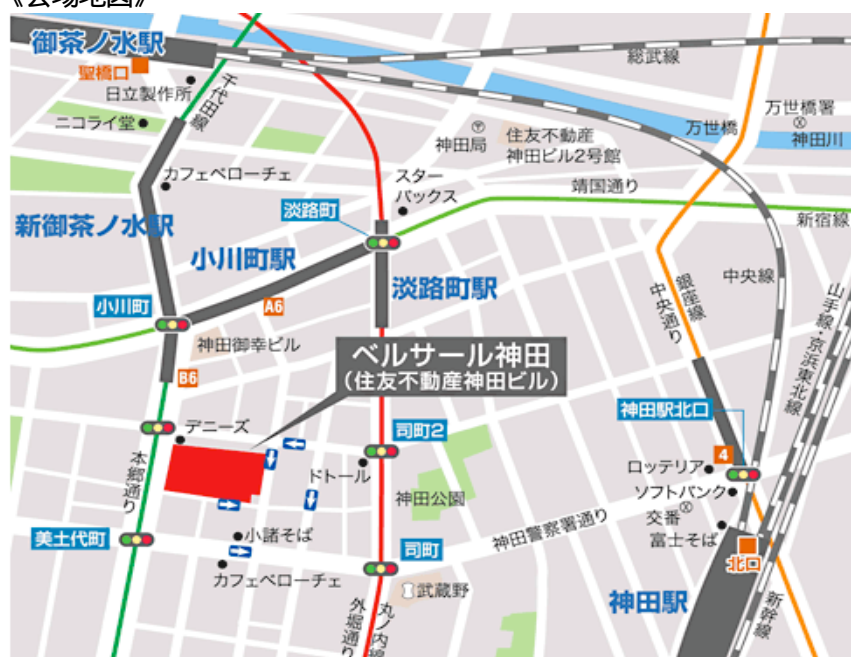 《会場地図》
御茶ノ水駅
聖橋口
日立製作所
千代田線
ニコライ堂
カフェベローチェ
新御茶ノ水駅
総武線
神田局
住友不動産
神田ビル2号館
万世橋
万世橋署
神田川
スター
バックス
靖国通り
新宿線
淡路町
小川町駅
淡路町駅
小川町
A6
神田御幸ビル
B6
中央線
銀座線
中央通り
山手線・京浜東北線
ベルサール神田
(住友不動産神田ビル)
デニーズ
本郷通り
司町2
ドトール
神田公園
神田駅北口
4
ロッテリア
ソフトバンク
交番
富士そば
美土代町
小諸そば
カフェベローチェ
司町
神田警察署通り
武蔵野
外堀通り
丸ノ内線
神田駅
北口
新幹線